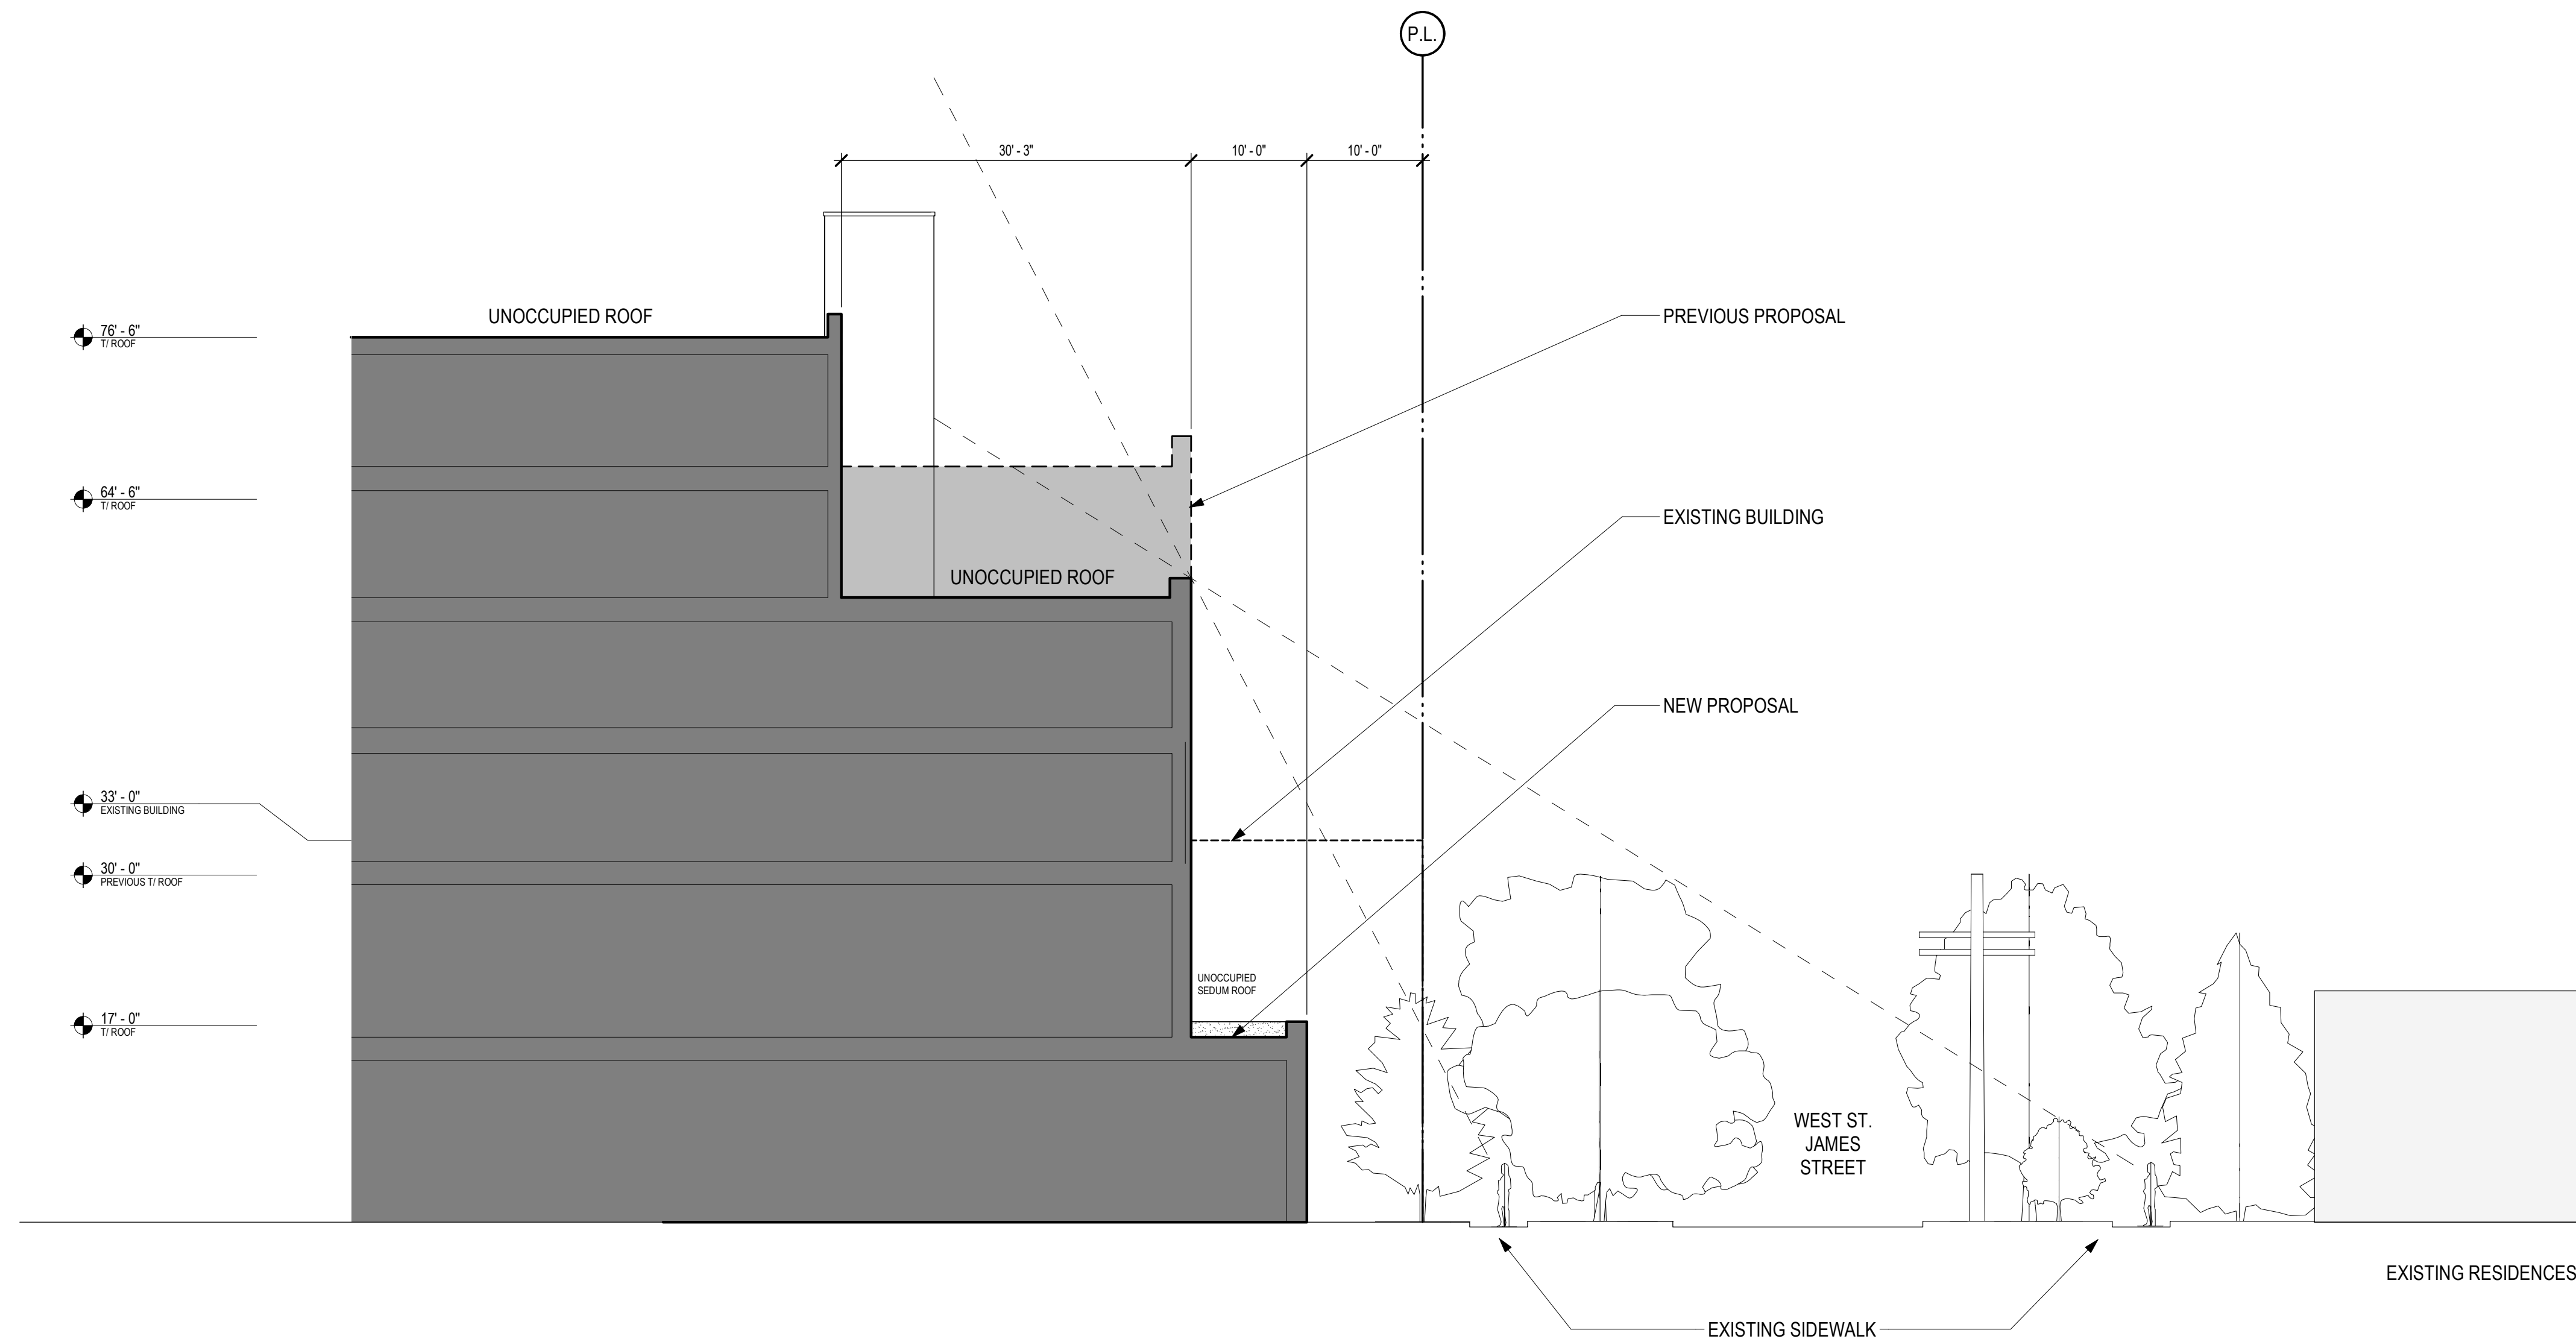 P.L.
30' - 3"
10' - 0"
10' - 0"
UNOCCUPIED ROOF
PREVIOUS PROPOSAL
76' - 6"
T/ ROOF
64' - 6"
T/ ROOF
EXISTING BUILDING
UNOCCUPIED ROOF
NEW PROPOSAL
33' - 0"
EXISTING BUILDING
30' - 0"
PREVIOUS T/ ROOF
UNOCCUPIED
SEDUM ROOF
17' - 0"
T/ ROOF
WEST ST.
JAMES
STREET
EXISTING RESIDENCES
EXISTING SIDEWALK